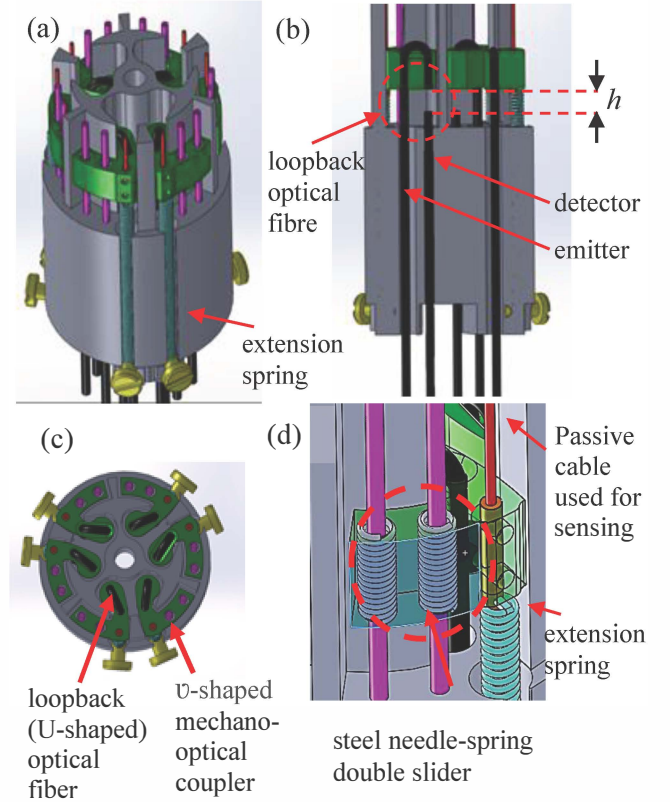 (a)
(b)
h
loopback
optical
fibre
detector
emitter
extension
spring
(c)
(d)
Passive
cable
used for
sensing
extension
spring
loopback
(U-shaped)
optical
fiber
ʊ-shaped
mechano-
optical
coupler
steel needle-spring
double slider